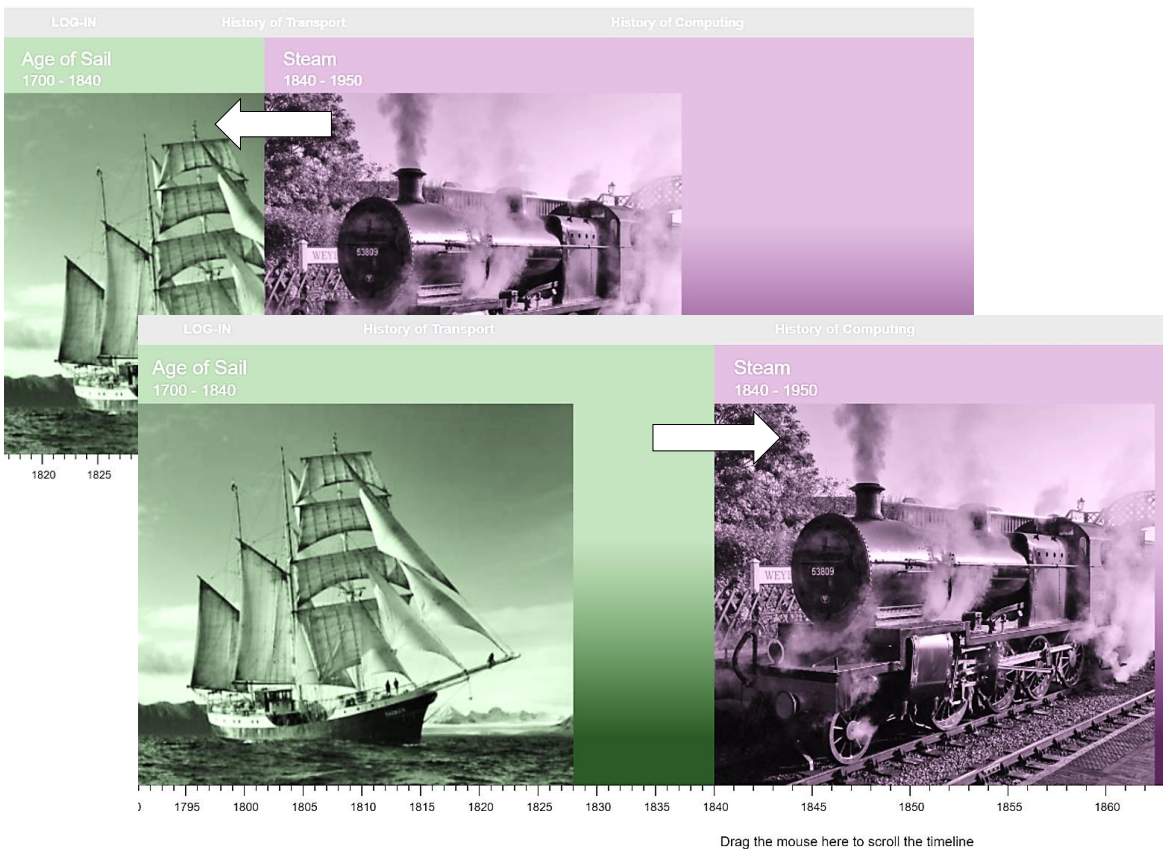 LOG-IN History of Transport History of Computing
Age of Sail Steam
1700 - 1840 1840 - 1950
53809
WEY
1820 1825
LOG-IN History of Transport History of Computing
Age of Sail Steam
1700 - 1840 1840 - 1950
53809
WEY
1795 1800 1805 1810 1815 1820 1825 1830 1835 1840 1845 1850 1855 1860
Drag the mouse here to scroll the timeline